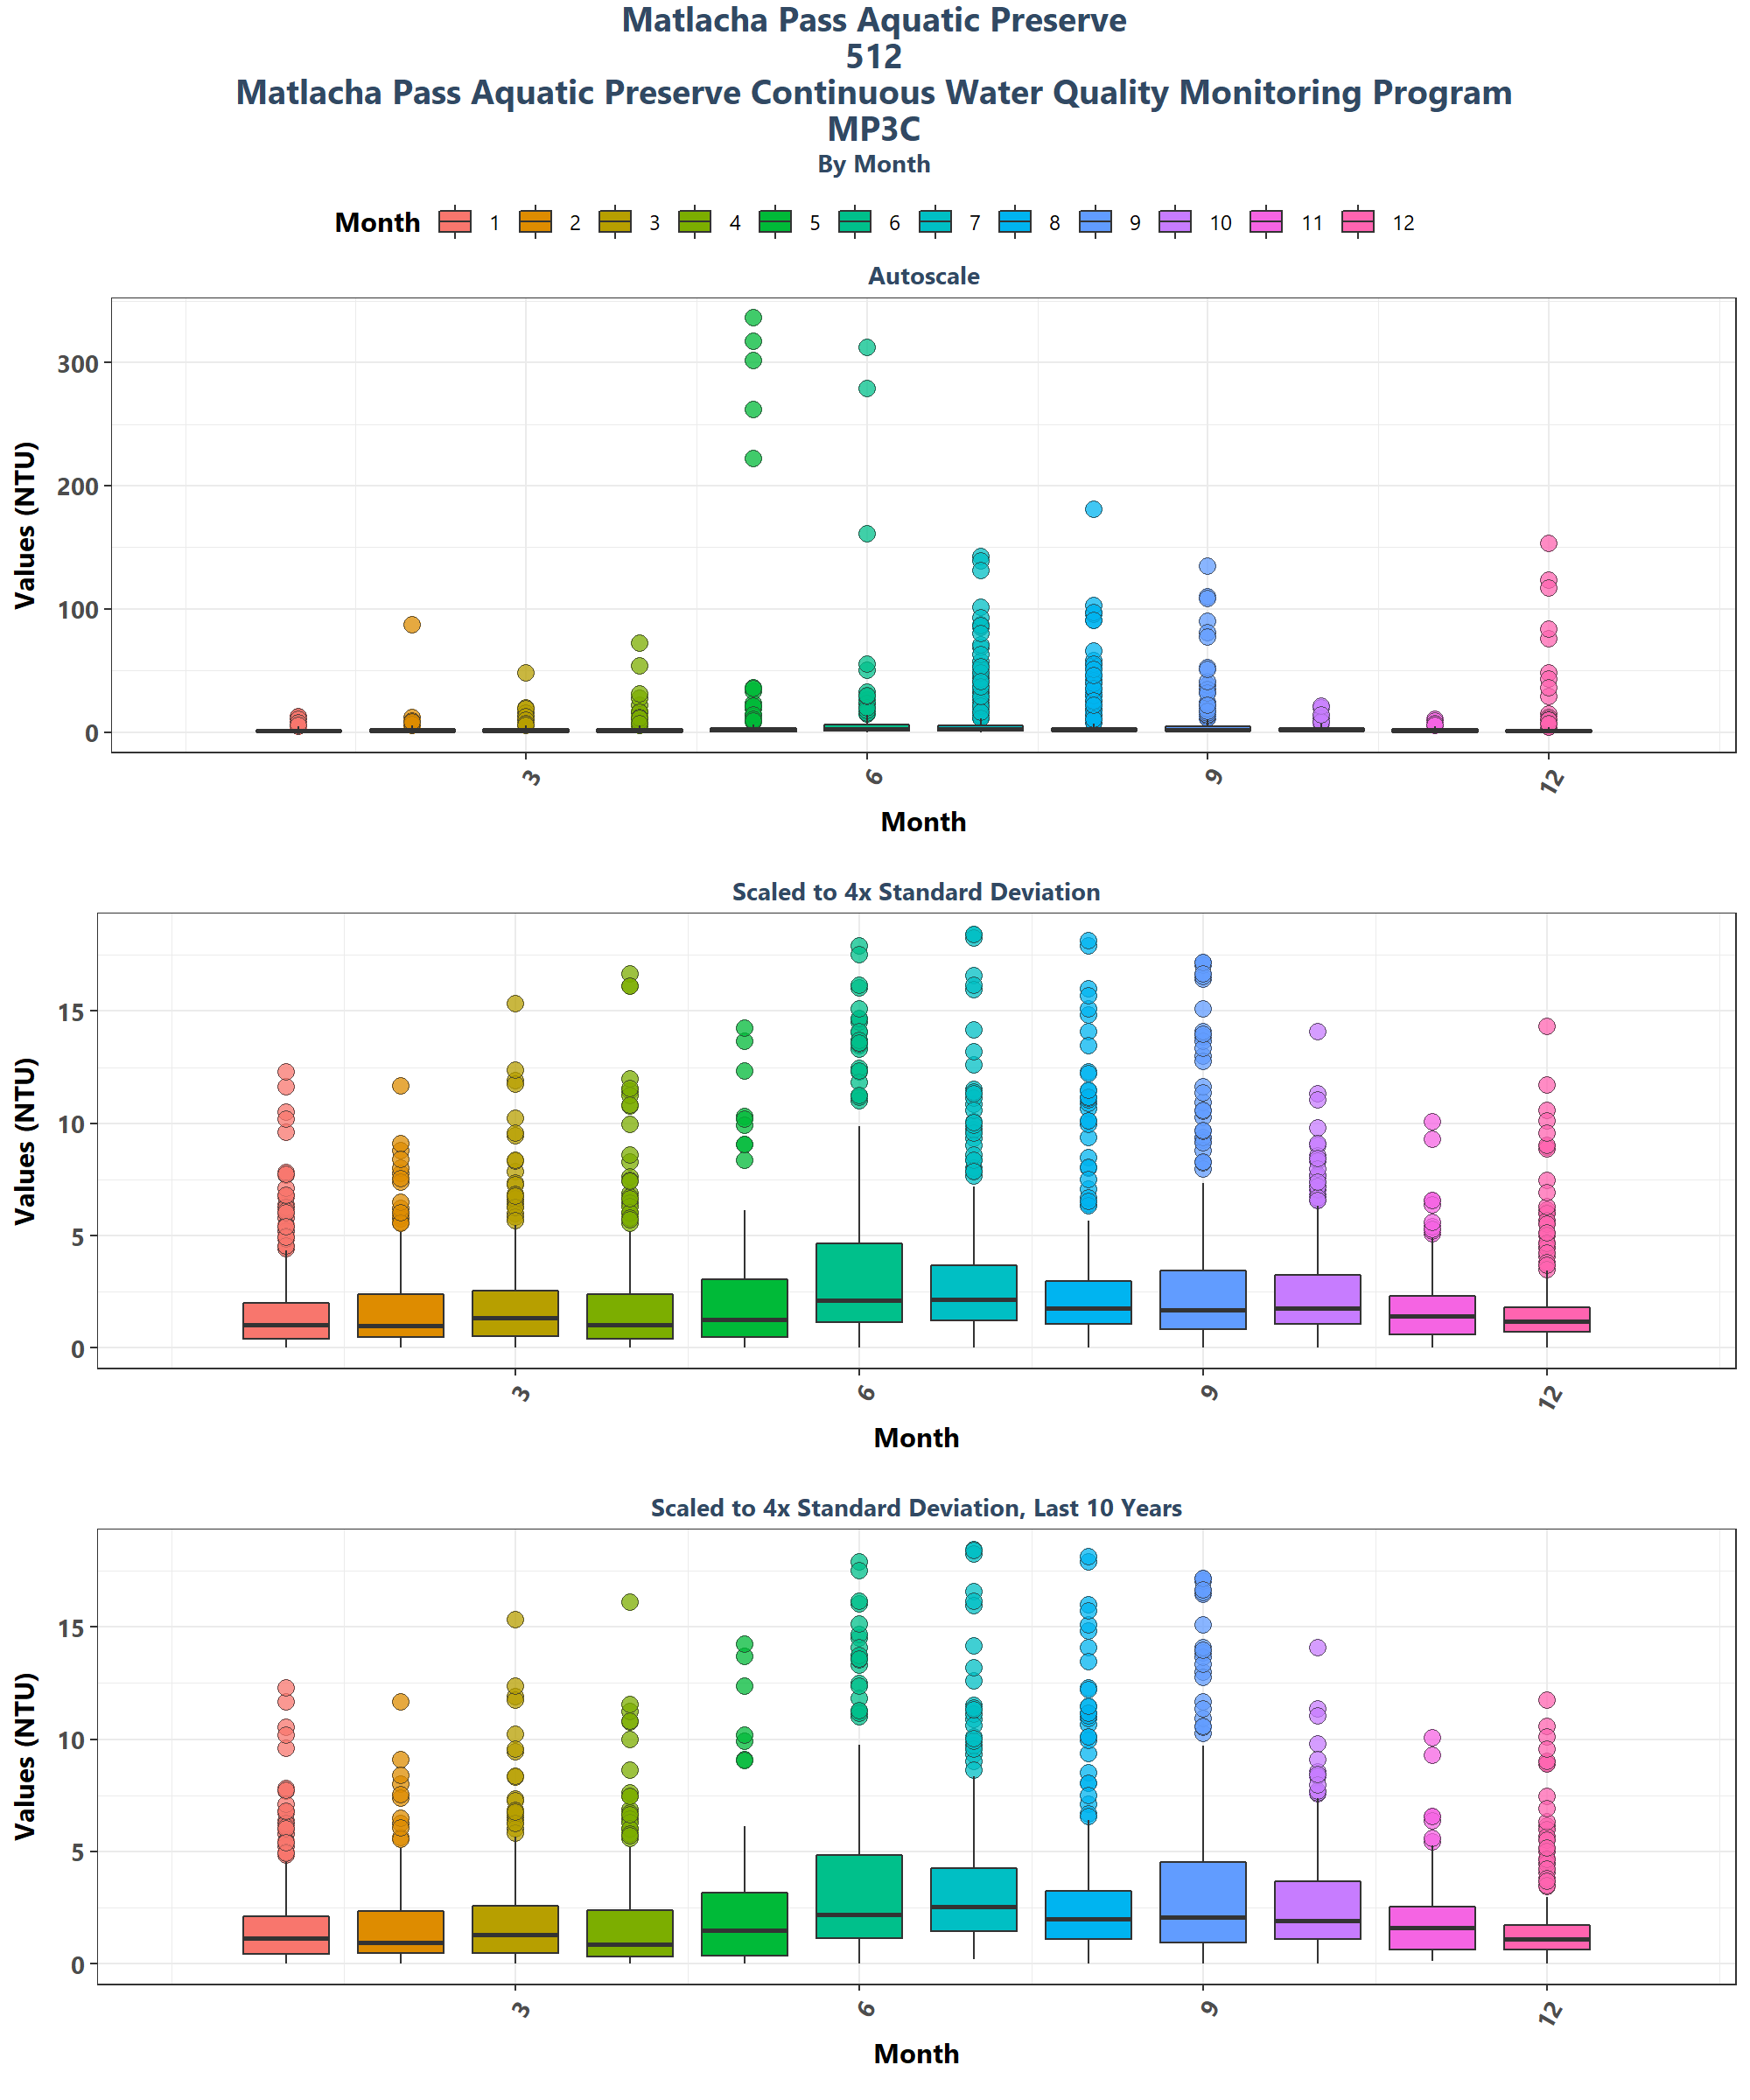 Matlacha Pass Aquatic Preserve
512
Matlacha Pass Aquatic Preserve Continuous Water Quality Monitoring Program
MP3C
By Month
Month 1 2 3 4 5 6 7 8 9 10 11 12
Autoscale
Values (NTU)
300
200
100
0
3 6 9 12
Month
Scaled to 4x Standard Deviation
Values (NTU)
15
10
5
0
3 6 9 12
Month
Scaled to 4x Standard Deviation, Last 10 Years
Values (NTU)
15
10
5
0
3 6 9 12
Month